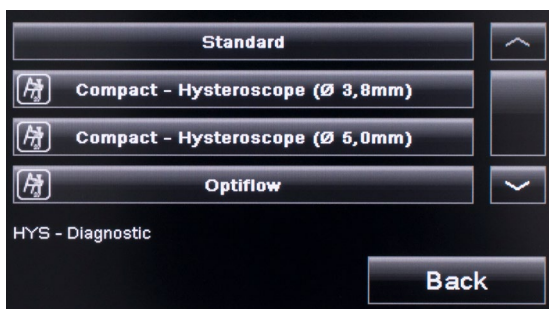 Standard
Compact - Hysteroscope (Ø 3,8mm)
Compact - Hysteroscope (Ø 5,0mm)
Optiflow
HYS - Diagnostic
Back